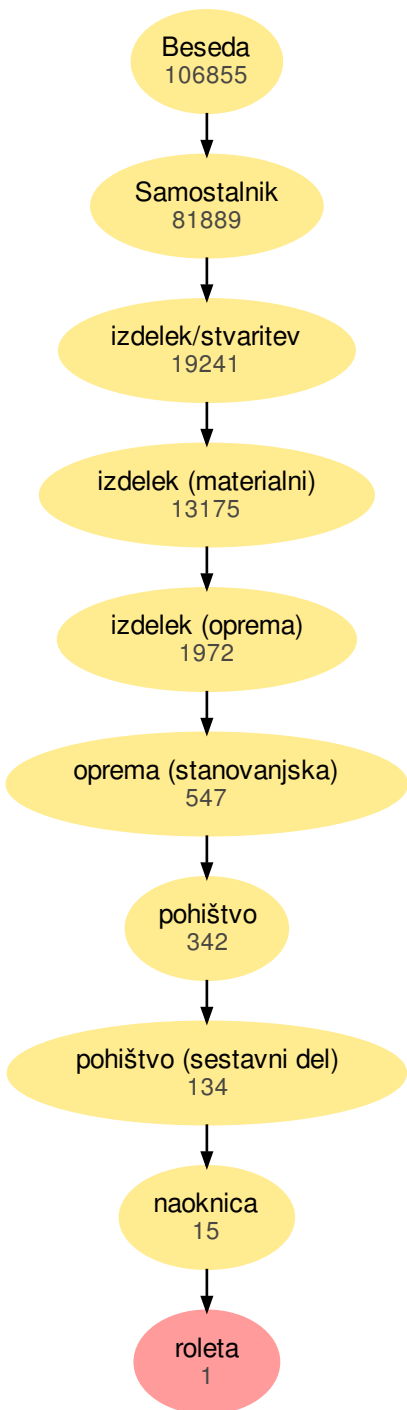 Beseda
106855
Samostalnik
81889
izdelek/stvaritev
19241
izdelek (materialni)
13175
izdelek (oprema)
1972
oprema (stanovanjska)
547
pohištvo
342
pohištvo (sestavni del)
134
naoknica
15
roleta
1